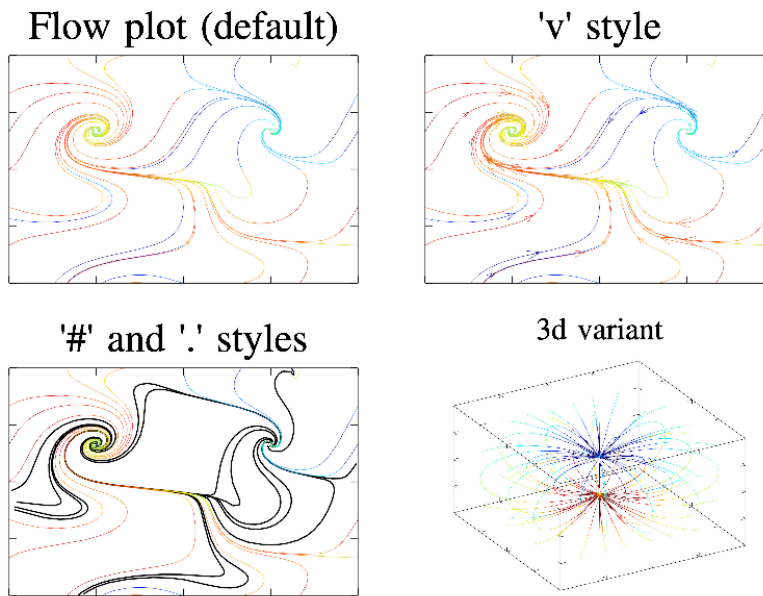 Flow plot (default)
'v' style
'#' and '.' styles
3d variant